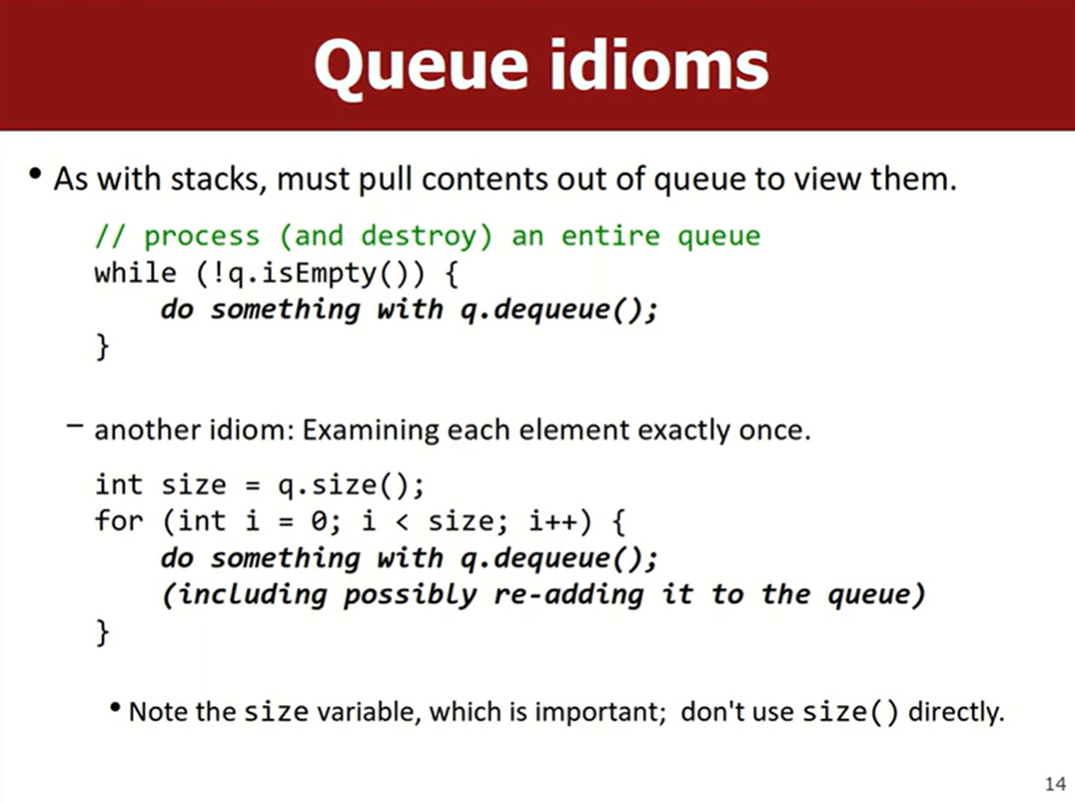 Queue idioms
• As with stacks, must pull contents out of queue to view them.
// process (and destroy) an entire queue
while (!q.isEmpty()) {
do something with q.dequeue();
}
– another idiom: Examining each element exactly once.
int size = q.size();
for (int i = 0; i < size; i++) {
do something with q.dequeue();
(including possibly re-adding it to the queue)
}
• Note the size variable, which is important; don't use size() directly.
14